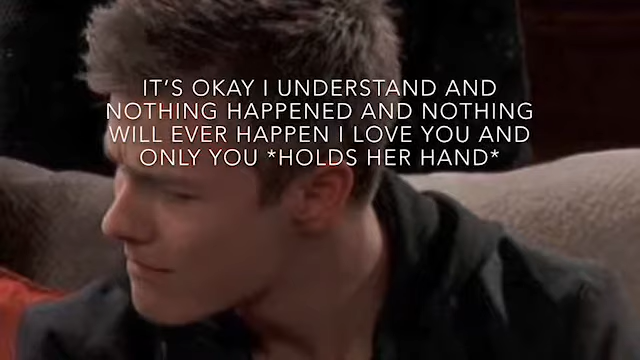 IT'S OKAY I UNDERSTAND AND
NOTHING HAPPENED AND NOTHING
WILL EVER HAPPEN I LOVE YOU AND
ONLY YOU *HOLDS HER HAND*